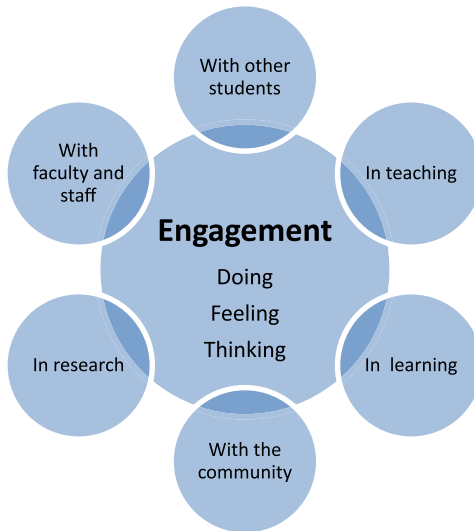 With other
students
With
faculty and
staff
In teaching
Engagement
Doing
Feeling
Thinking
In research
In learning
With the
community